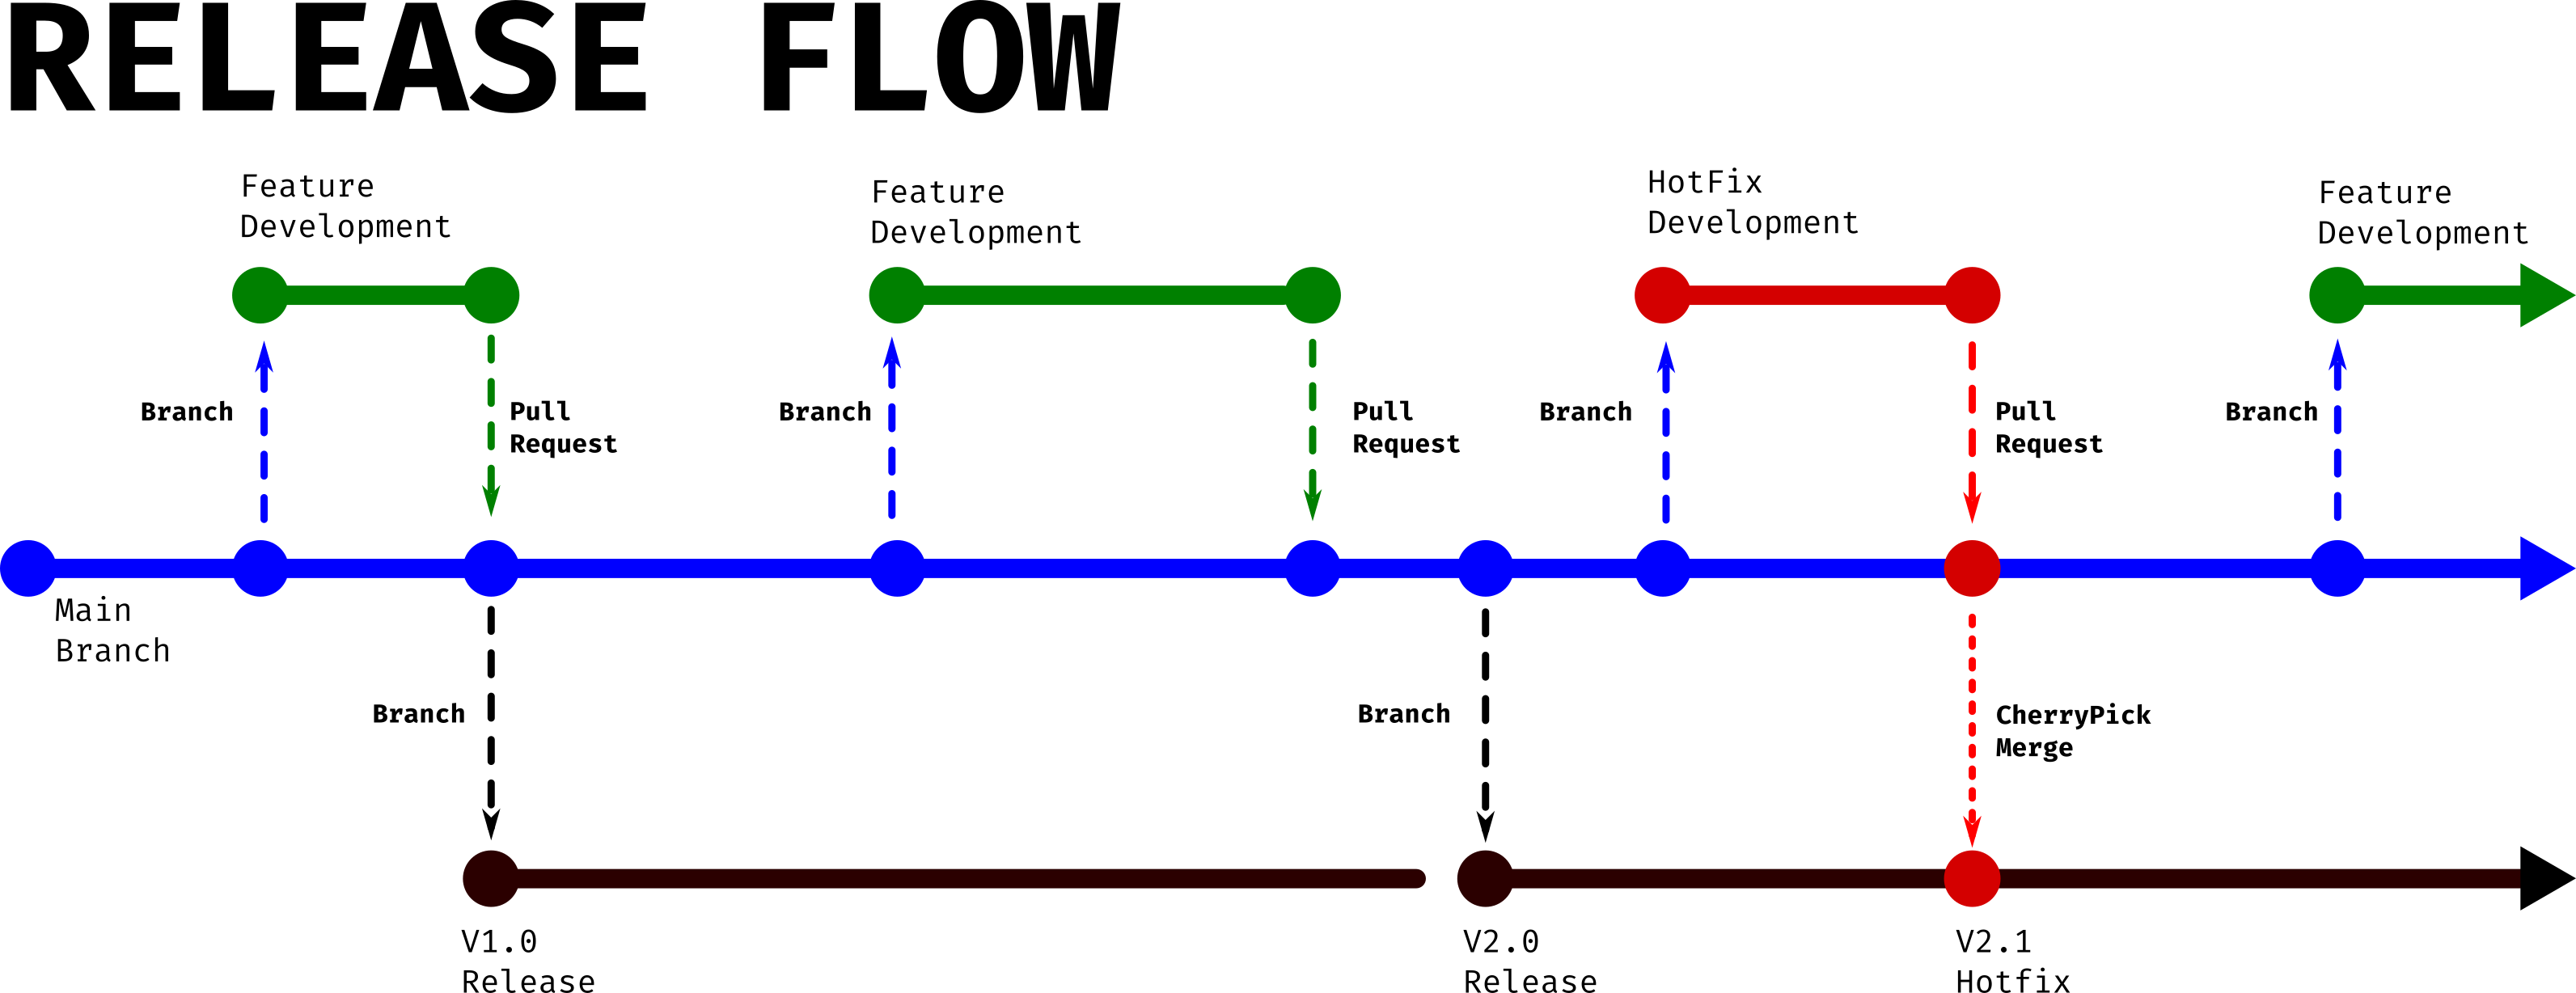 RELEASE FLOW
Feature
Development
Feature
Development
HotFix
Development
Feature
Development
Branch
Pull
Request
Branch
Pull
Request
Branch
Pull
Request
Branch
Main
Branch
Branch
Branch
CherryPick
Merge
V1.0
Release
V2.0
Release
V2.1
Hotfix